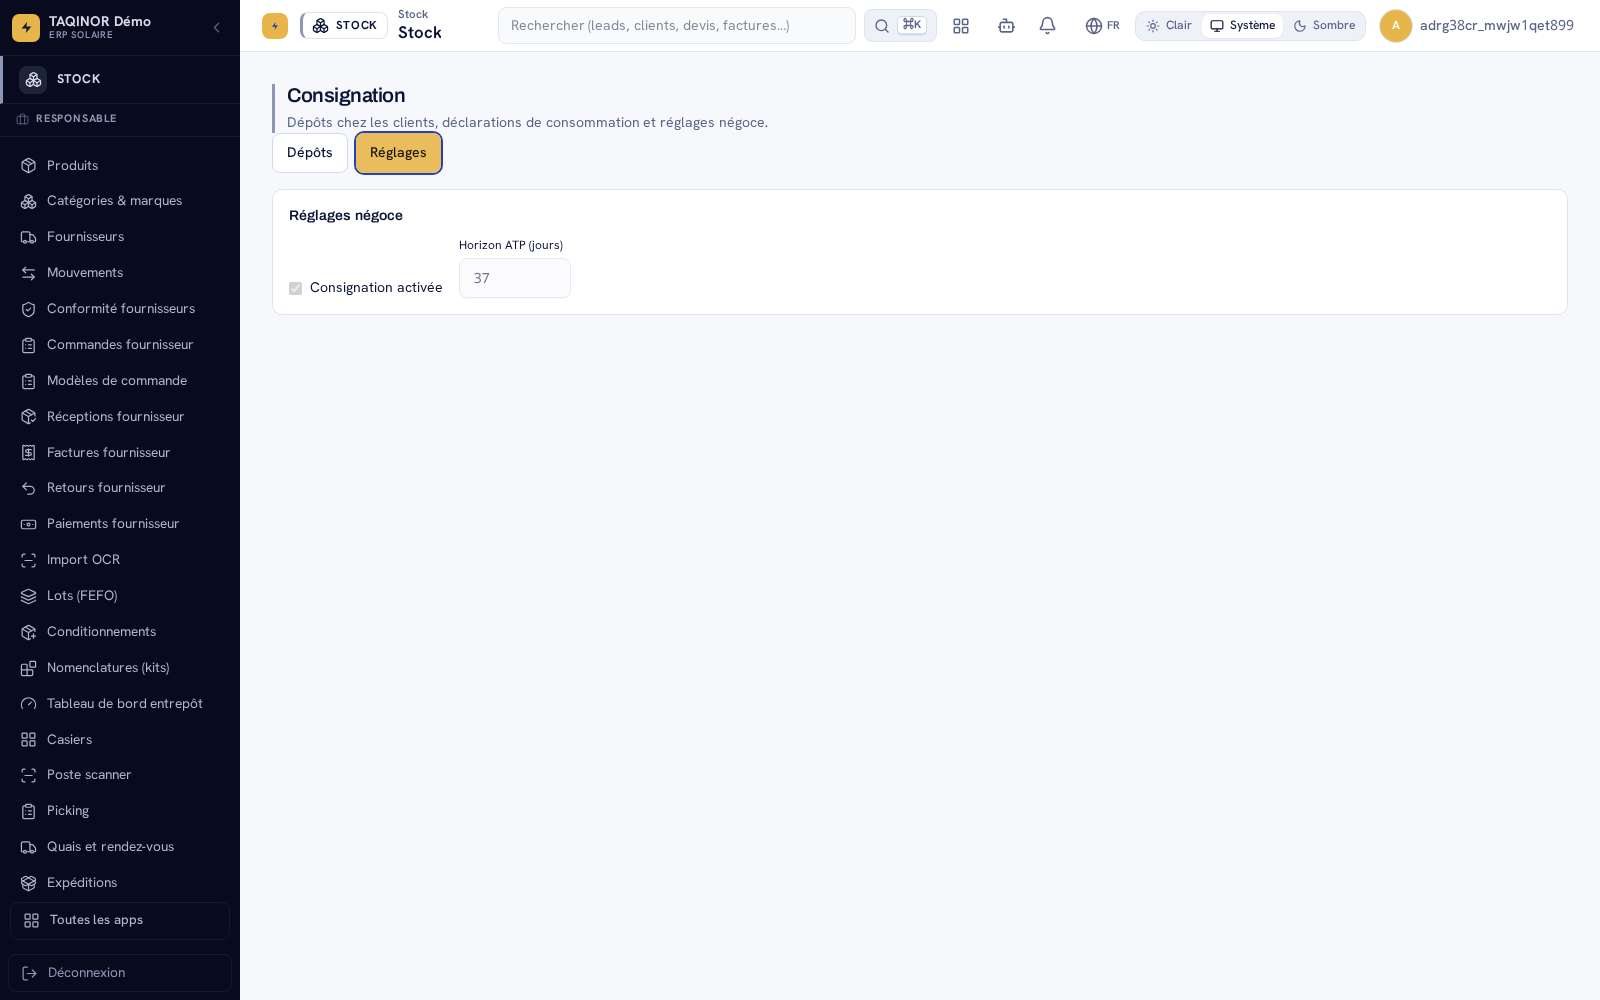 TAQINOR Démo
ERP SOLAIRE
STOCK
RESPONSABLE
Produits
Catégories & marques
Fournisseurs
Mouvements
Conformité fournisseurs
Commandes fournisseur
Modèles de commande
Réceptions fournisseur
Factures fournisseur
Retours fournisseur
Paiements fournisseur
Import OCR
Lots (FEFO)
Conditionnements
Nomenclatures (kits)
Tableau de bord entrepôt
Casiers
Poste scanner
Picking
Quais et rendez-vous
Expéditions
Toutes les apps
Déconnexion
STOCK
Stock
Stock
Rechercher (leads, clients, devis, factures...)
⌘K
FR
Clair
Système
Sombre
A
adrg38cr_mwjw1qet899
Consignation
Dépôts chez les clients, déclarations de consommation et réglages négoce.
Dépôts
Réglages
Réglages négoce
Horizon ATP (jours)
Consignation activée
37